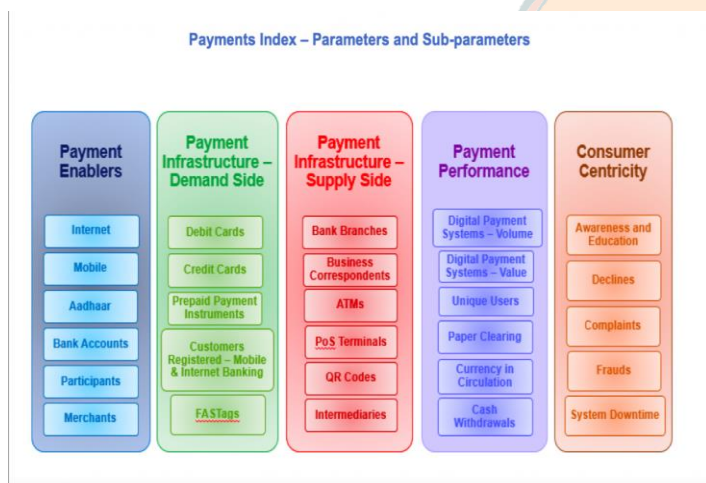 Payments Index – Parameters and Sub-parameters
Payment
Enablers
Internet
Mobile
Aadhaar
Bank Accounts
Participants
Merchants
Payment
Infrastructure –
Demand Side
Debit Cards
Credit Cards
Prepaid Payment
Instruments
Customers
Registered – Mobile
& Internet Banking
FASTags
Payment
Infrastructure –
Supply Side
Bank Branches
Business
Correspondents
ATMs
PoS Terminals
QR Codes
Intermediaries
Payment
Performance
Digital Payment
Systems – Volume
Digital Payment
Systems – Value
Unique Users
Paper Clearing
Currency in
Circulation
Cash
Withdrawals
Consumer
Centricity
Awareness and
Education
Declines
Complaints
Frauds
System Downtime